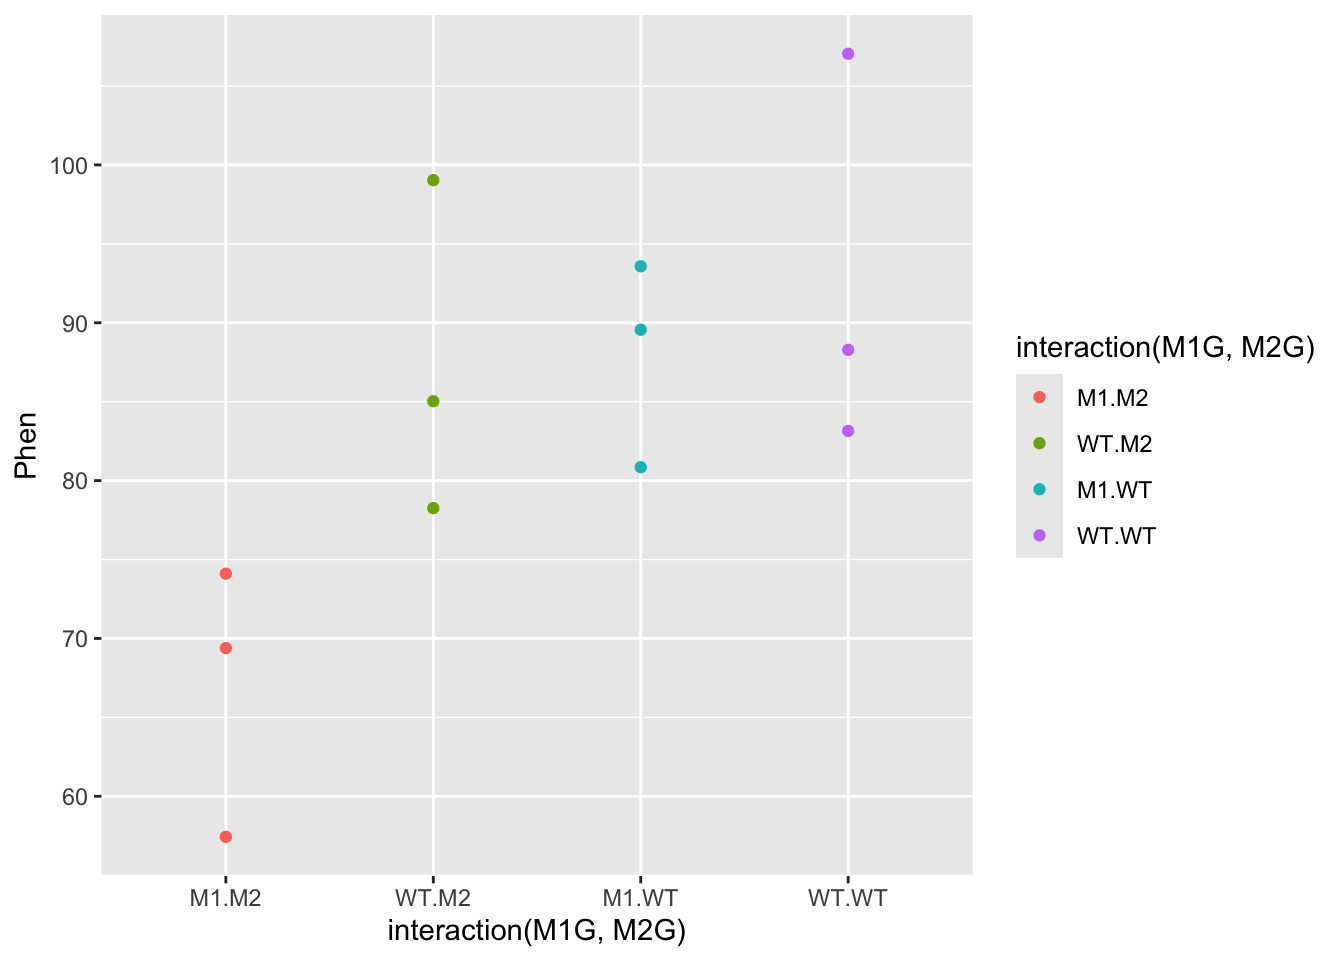 100
90
80
70
60
Phen
M1.M2 WT.M2 M1.WT WT.WT
interaction(M1G, M2G)
interaction(M1G, M2G)
M1.M2
WT.M2
M1.WT
WT.WT